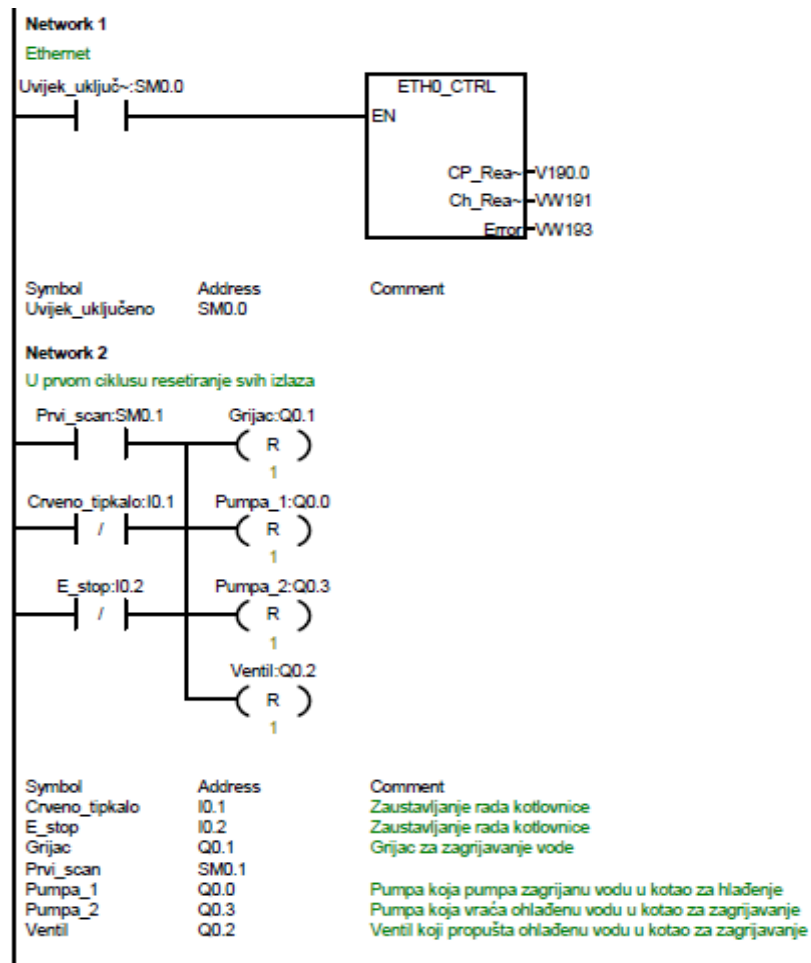 Network 1
Ethernet
Uvijek_uključ~:SM0.0
ETH0_CTRL
EN
CP_Rea~ V190.0
Ch_Rea~ VW191
Error VW193
Symbol Address Comment
Uvijek_uključeno SM0.0
Network 2
U prvom ciklusu resetiranje svih izlaza
Prvi_scan:SM0.1 Grijac:Q0.1
R
1
Crveno_tipkalo:I0.1 Pumpa_1:Q0.0
/ R
1
E_stop:I0.2 Pumpa_2:Q0.3
/ R
1
Ventil:Q0.2
R
1
Symbol Address Comment
Crveno_tipkalo I0.1 Zaustavljanje rada kotlovnice
E_stop I0.2 Zaustavljanje rada kotlovnice
Grijac Q0.1 Grijac za zagrijavanje vode
Prvi_scan SM0.1
Pumpa_1 Q0.0 Pumpa koja pumpa zagrijanu vodu u kotao za hlađenje
Pumpa_2 Q0.3 Pumpa koja vraća ohlađenu vodu u kotao za zagrijavanje
Ventil Q0.2 Ventil koji propušta ohlađenu vodu u kotao za zagrijavanje